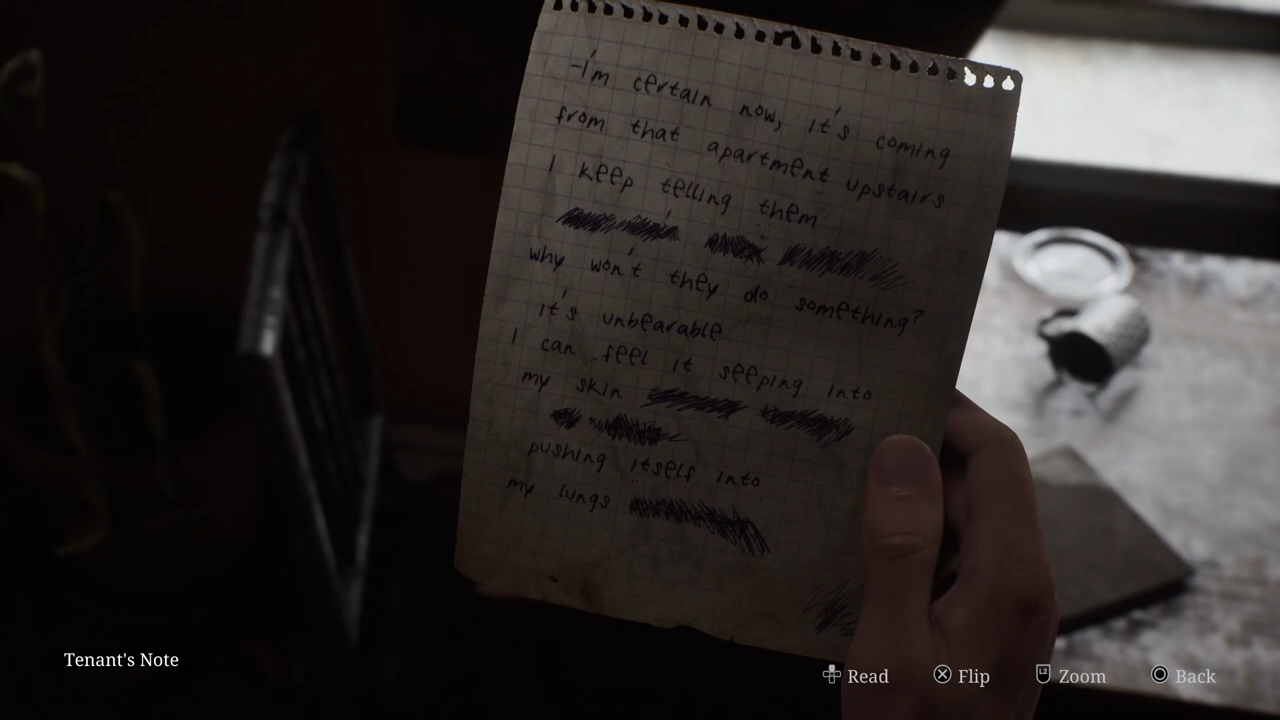 -I'm certain now, it's coming
from that apartment upstairs
I keep telling them
why won't they do something?
it's unbearable
I can feel it seeping into
my skin
pushing itself into
my lungs
Tenant's Note
Read
Flip
L2 Zoom
Back